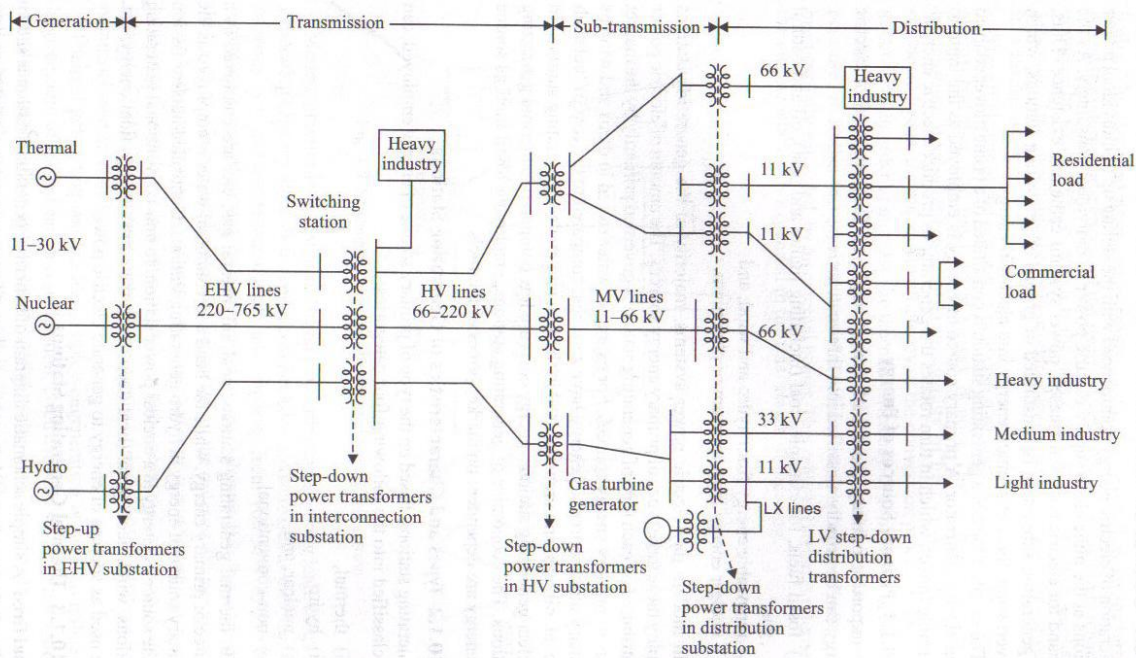 Generation
Transmission
Sub-transmission
Distribution
66 kV
Heavy
industry
Thermal
Heavy
industry
11 kV
Residential
load
Switching
station
11–30 kV
11 kV
Commercial
load
Nuclear
EHV lines
220–765 kV
HV lines
66–220 kV
MV lines
11–66 kV
66 kV
Heavy industry
33 kV
Medium industry
Hydro
Step-down
power transformers
in interconnection
substation
Gas turbine
generator
11 kV
Light industry
LX lines
Step-up
power transformers
in EHV substation
Step-down
power transformers
in HV substation
LV step-down
distribution
transformers
Step-down
power transformers
in distribution
substation